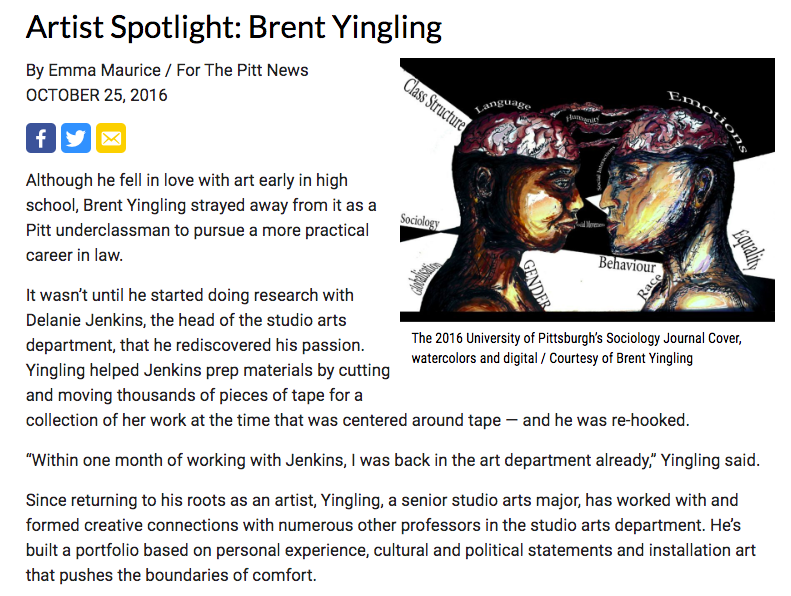 Artist Spotlight: Brent Yingling
By Emma Maurice / For The Pitt News
OCTOBER 25, 2016
Although he fell in love with art early in high
school, Brent Yingling strayed away from it as a
Pitt underclassman to pursue a more practical
career in law.
It wasn’t until he started doing research with
Delanie Jenkins, the head of the studio arts
department, that he rediscovered his passion.
Yingling helped Jenkins prep materials by cutting
and moving thousands of pieces of tape for a
collection of her work at the time that was centered around tape — and he was re-hooked.
“Within one month of working with Jenkins, I was back in the art department already,” Yingling said.
Since returning to his roots as an artist, Yingling, a senior studio arts major, has worked with and
formed creative connections with numerous other professors in the studio arts department. He’s
built a portfolio based on personal experience, cultural and political statements and installation art
that pushes the boundaries of comfort.
Class Structure
Language
Humanity
Emotions
Sociology
Equality
Behaviour
GENDER
Race
Globalisation
The 2016 University of Pittsburgh’s Sociology Journal Cover,
watercolors and digital / Courtesy of Brent Yingling